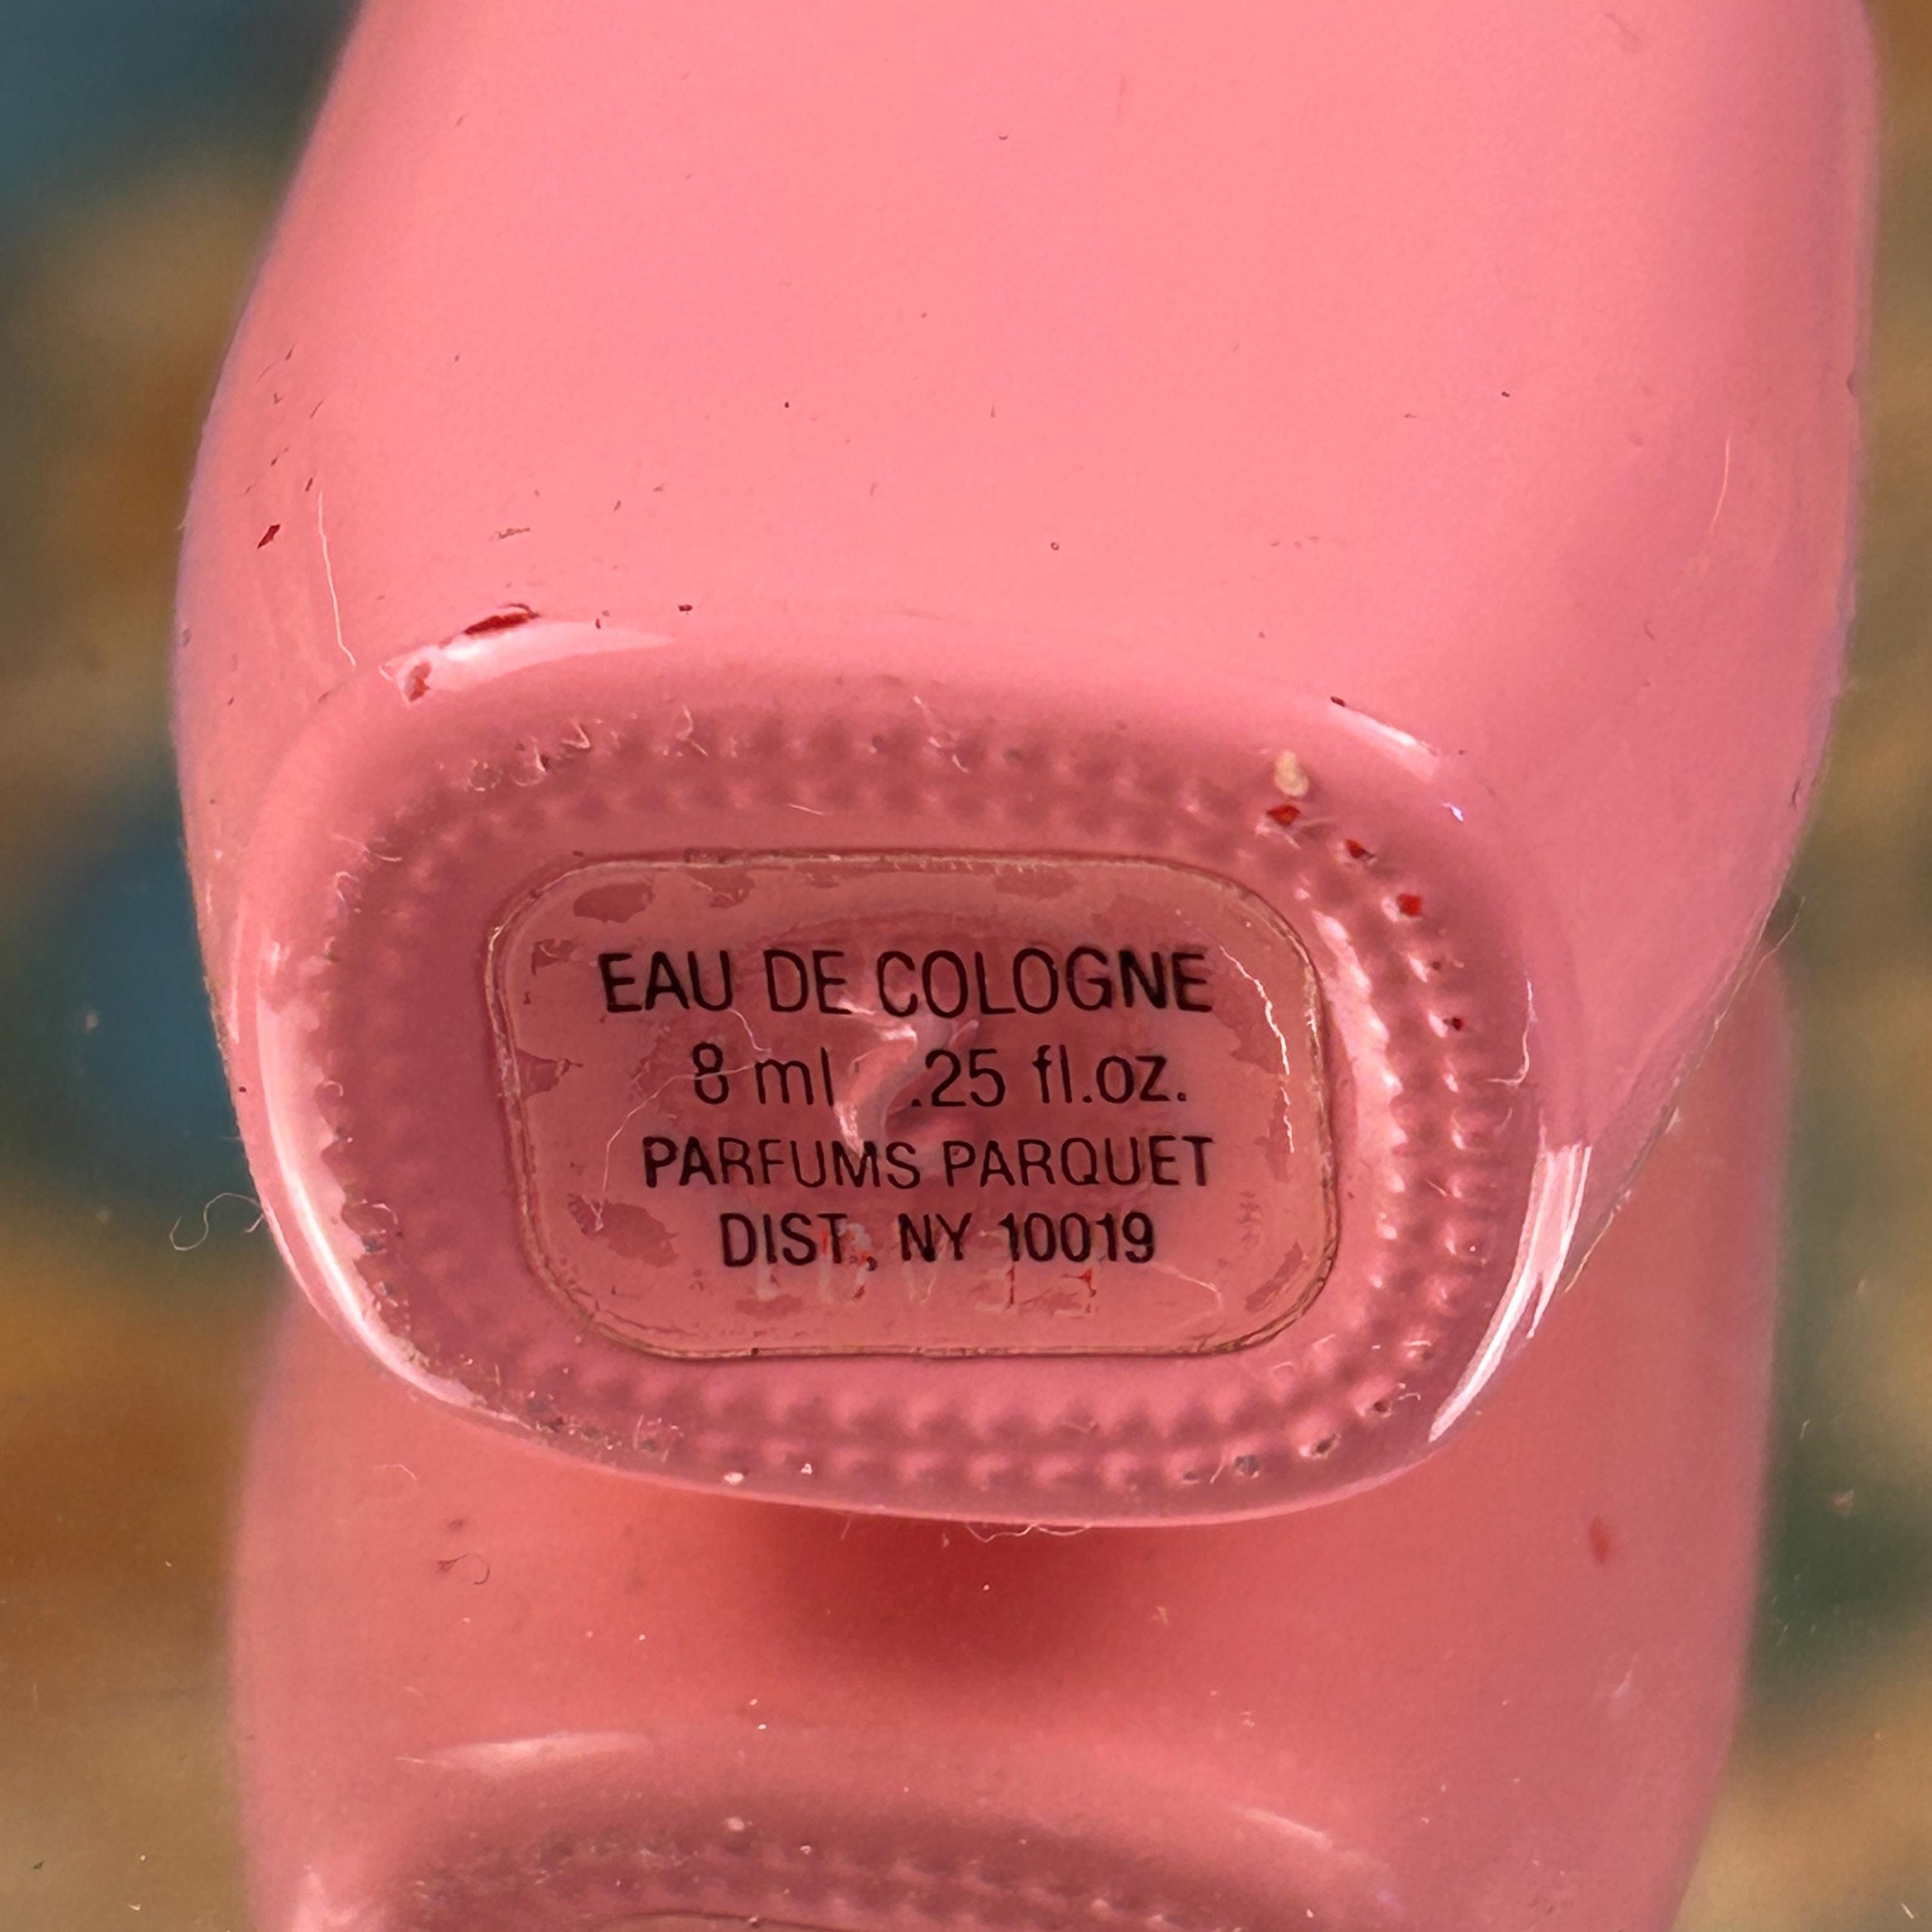 EAU DE COLOGNE
8 ml .25 fl.oz.
PARFUMS PARQUET
DIST., NY 10019